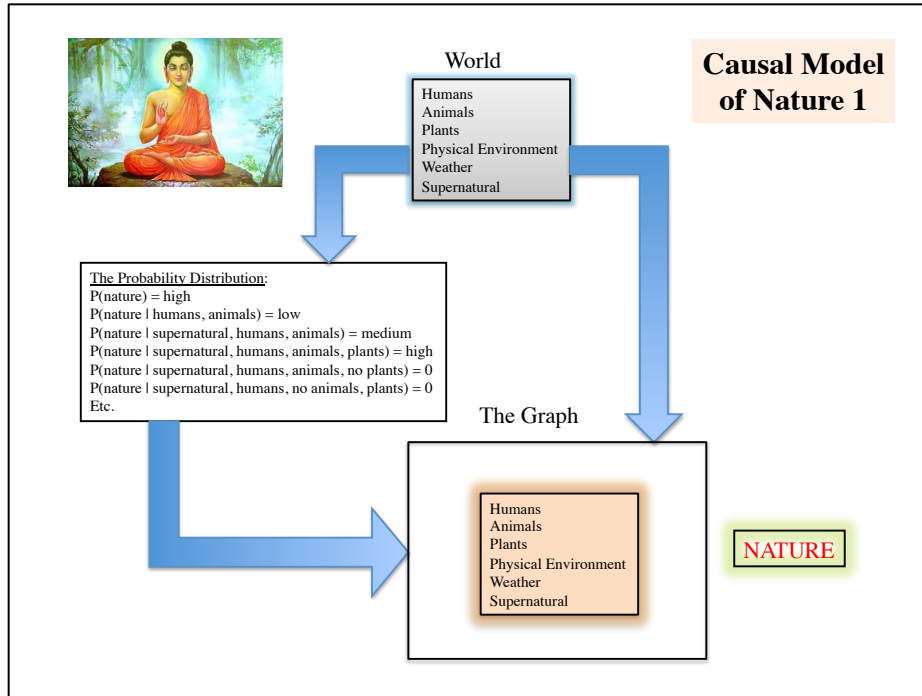 World
Causal Model
of Nature 1
Humans
Animals
Plants
Physical Environment
Weather
Supernatural
The Probability Distribution:
P(nature) = high
P(nature | humans, animals) = low
P(nature | supernatural, humans, animals) = medium
P(nature | supernatural, humans, animals, plants) = high
P(nature | supernatural, humans, animals, no plants) = 0
P(nature | supernatural, humans, no animals, plants) = 0
Etc.
The Graph
Humans
Animals
Plants
Physical Environment
Weather
Supernatural
NATURE